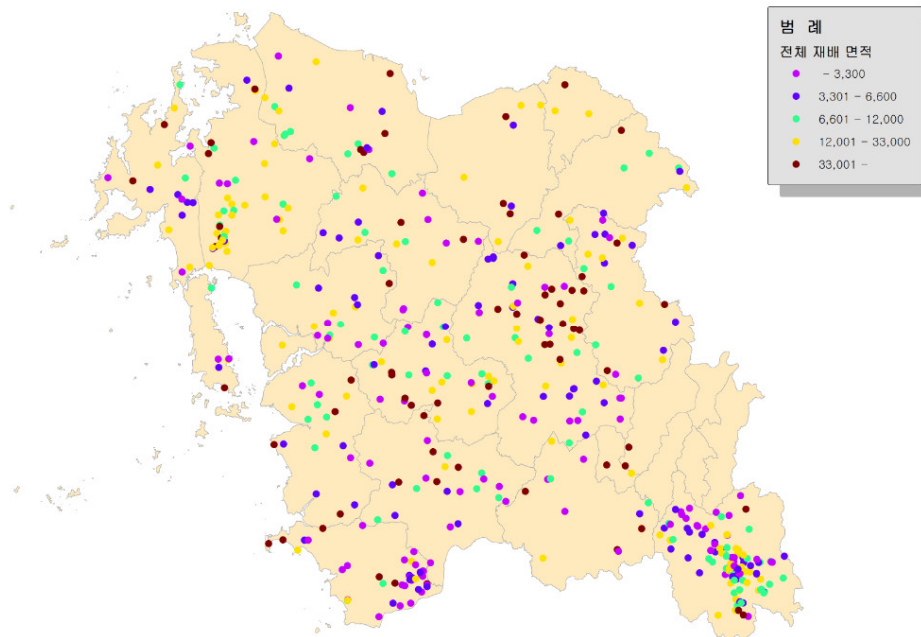 범 례
전체 재배 면적
- 3,300
3,301 - 6,600
6,601 - 12,000
12,001 - 33,000
33,001 -